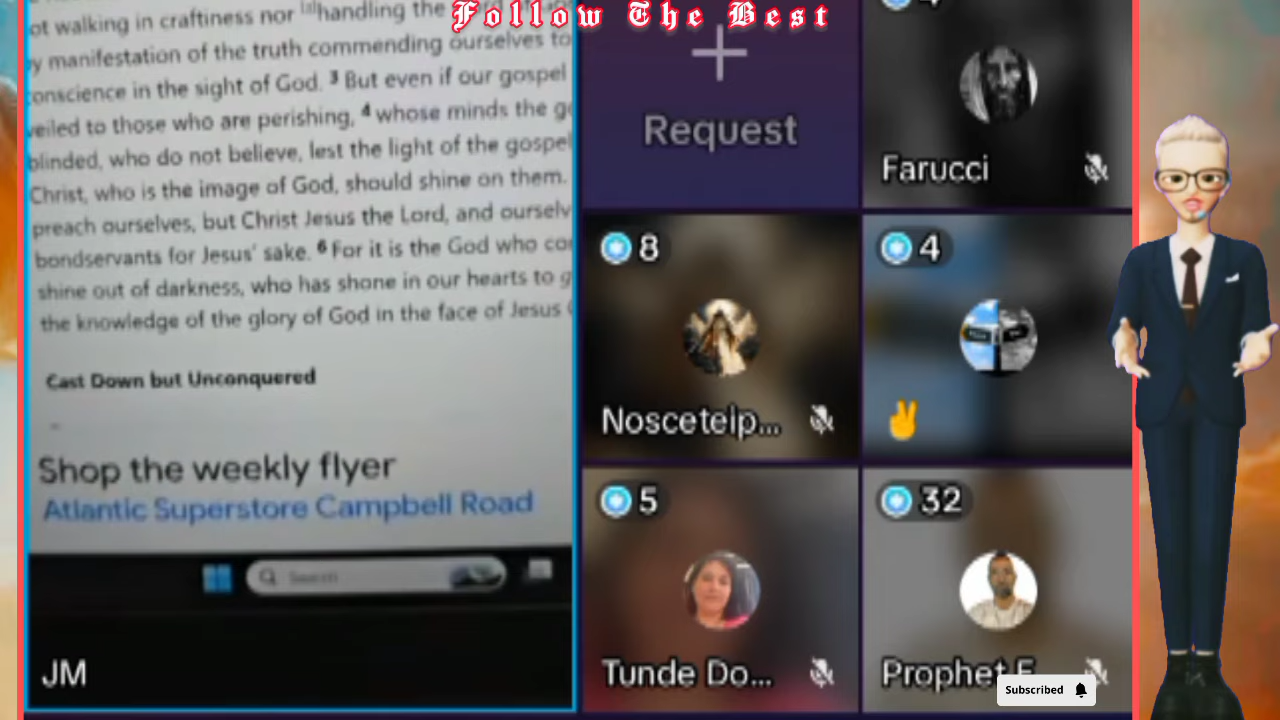 Follow The Best
ot walking in craftiness nor [a]handling the
y manifestation of the truth commending ourselves to
onscience in the sight of God. 3 But even if our gospel
veiled to those who are perishing, 4 whose minds the g
blinded, who do not believe, lest the light of the gospel
Christ, who is the image of God, should shine on them.
preach ourselves, but Christ Jesus the Lord, and ourselv
bondservants for Jesus' sake. 6 For it is the God who co
shine out of darkness, who has shone in our hearts to g
the knowledge of the glory of God in the face of Jesus
Cast Down but Unconquered
Shop the weekly flyer
Atlantic Superstore Campbell Road
Search
JM
Request
4
Farucci
8
Nosceteip...
4
✌
5
Tunde Do...
32
Prophet
Subscribed